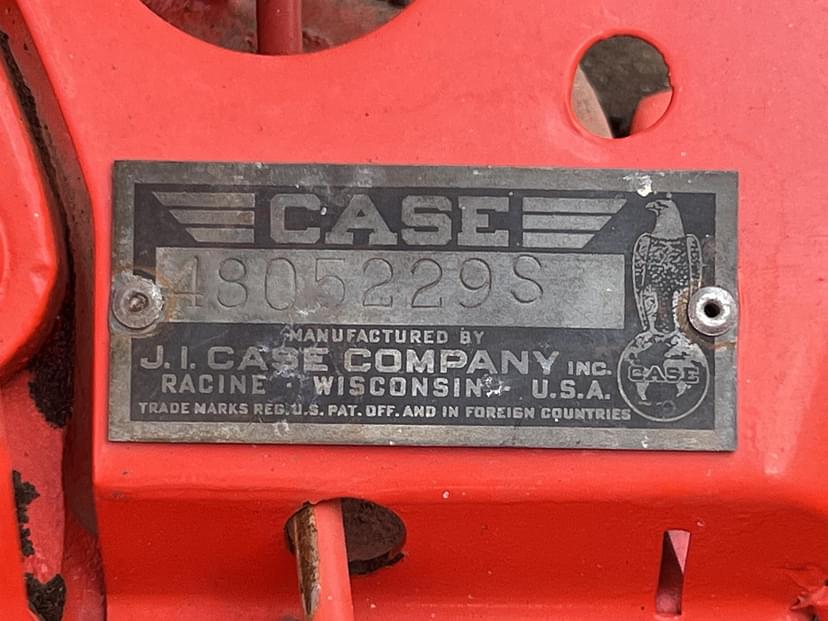 CASE
4805229S
MANUFACTURED BY
J. I. CASE COMPANY INC.
RACINE · WISCONSIN · U.S.A.
TRADE MARKS REG. U.S. PAT. OFF. AND IN FOREIGN COUNTRIES
CASE